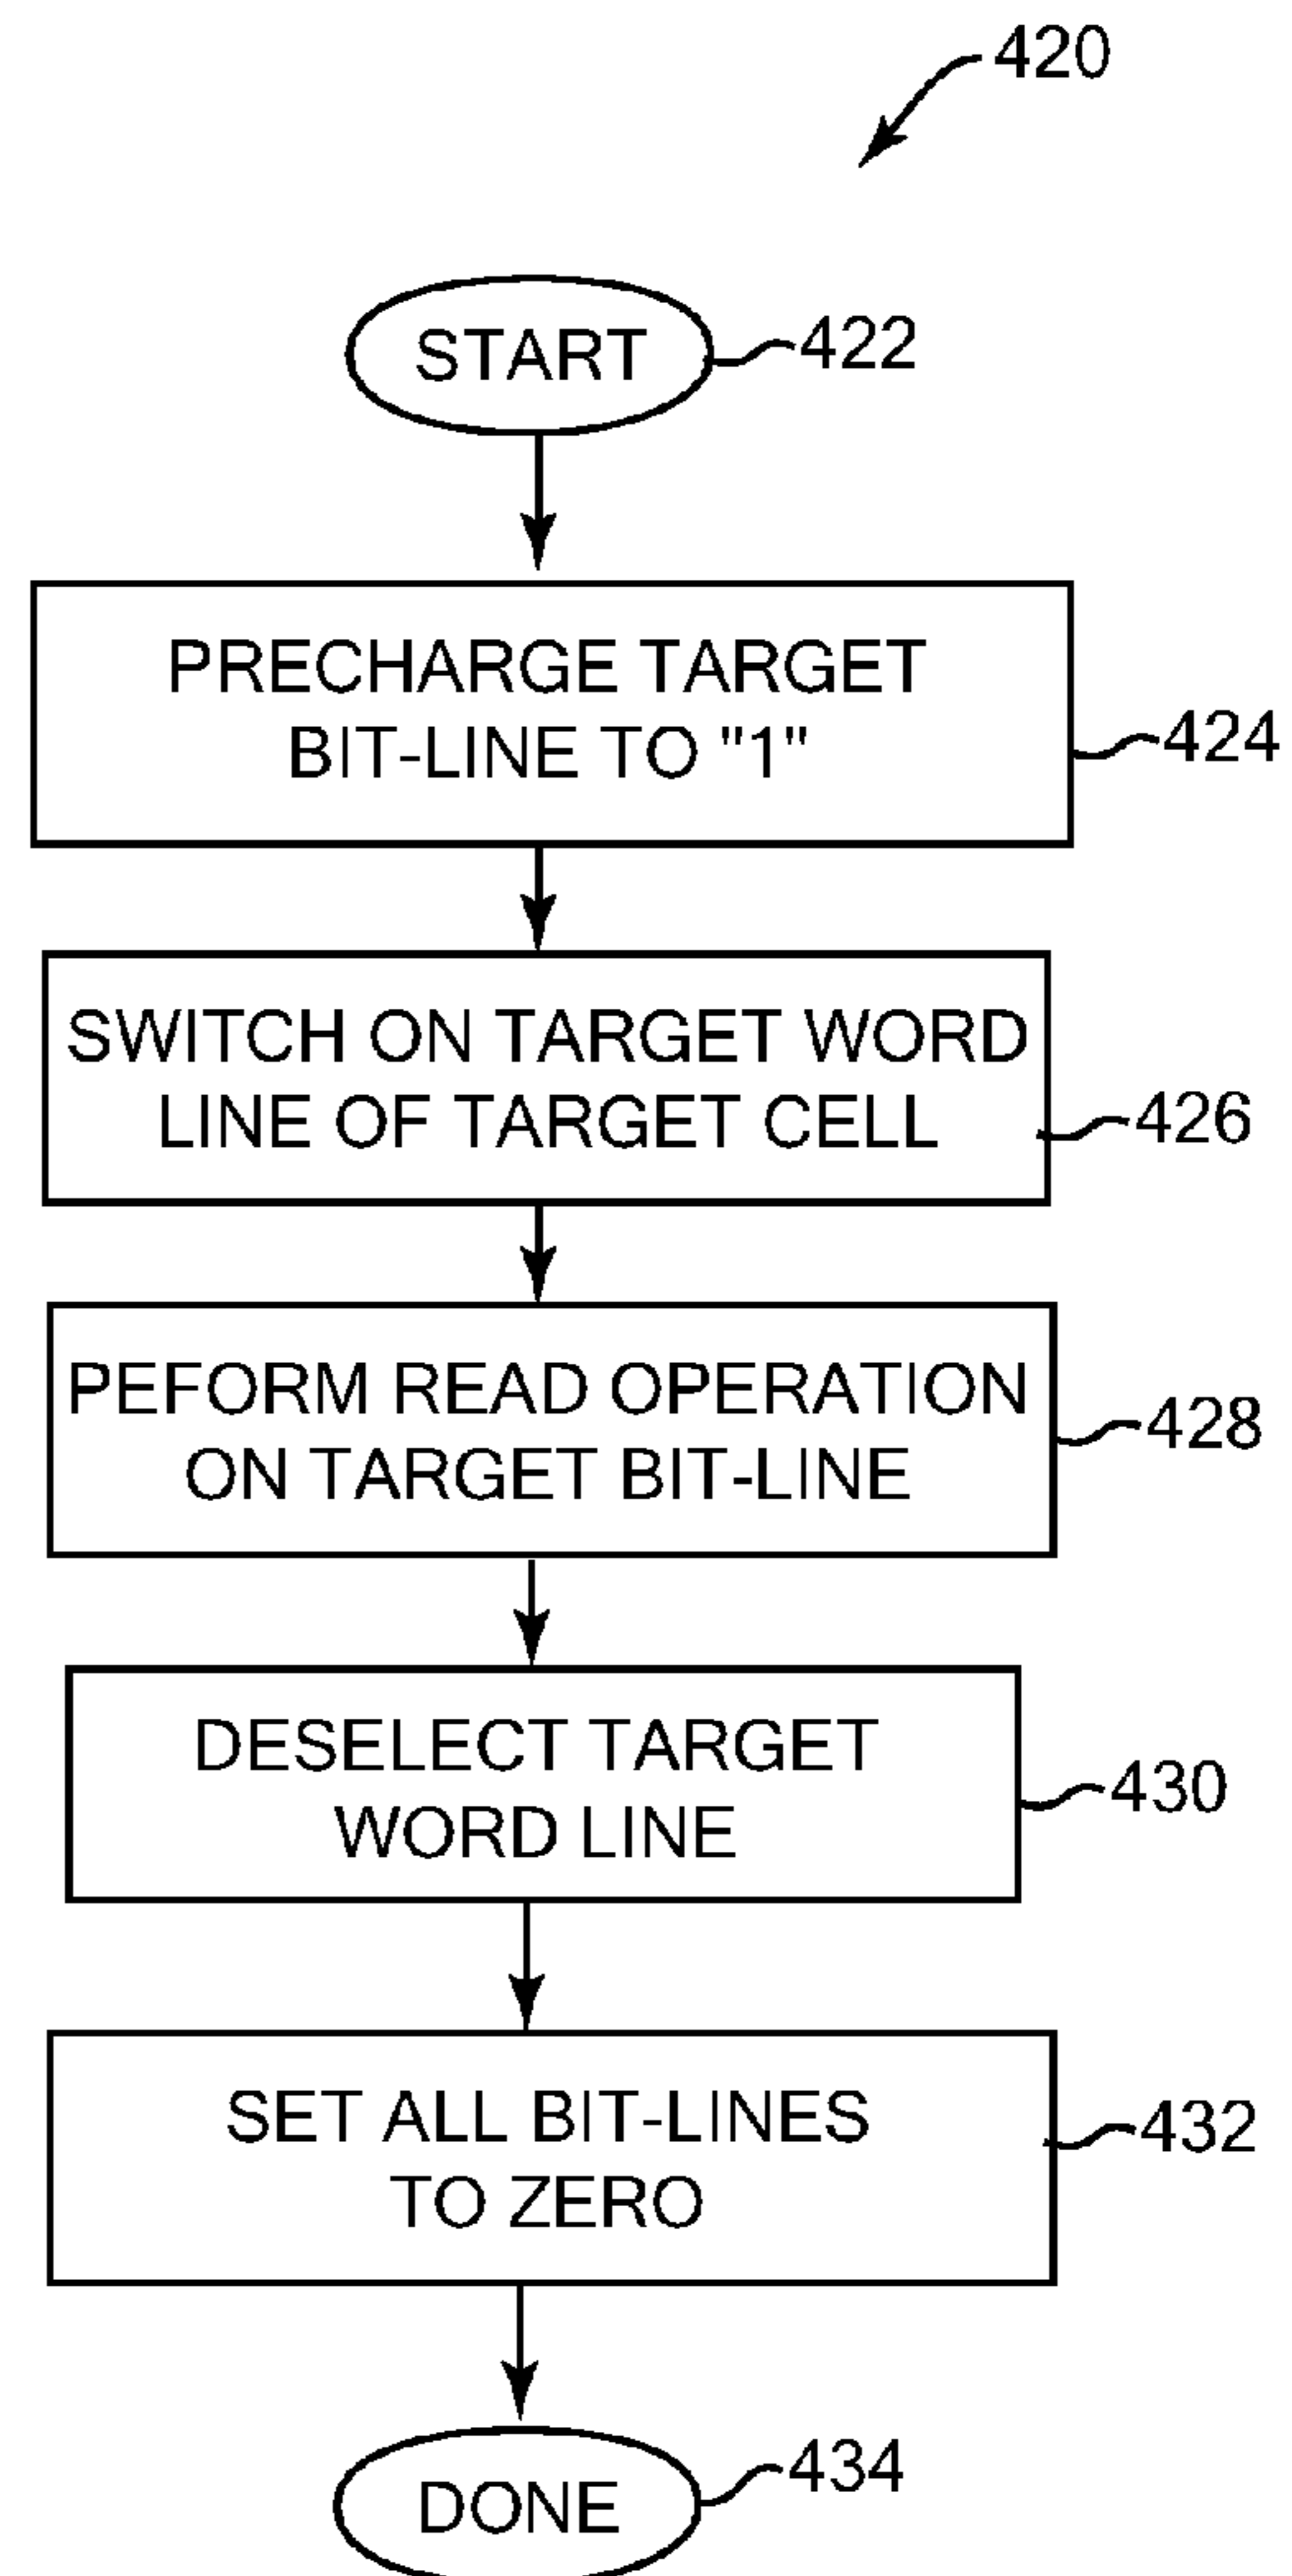 420
START
422
PRECHARGE TARGET
BIT-LINE TO "1"
424
SWITCH ON TARGET WORD
LINE OF TARGET CELL
426
PEFORM READ OPERATION
ON TARGET BIT-LINE
428
DESELECT TARGET
WORD LINE
430
SET ALL BIT-LINES
TO ZERO
432
DONE
434